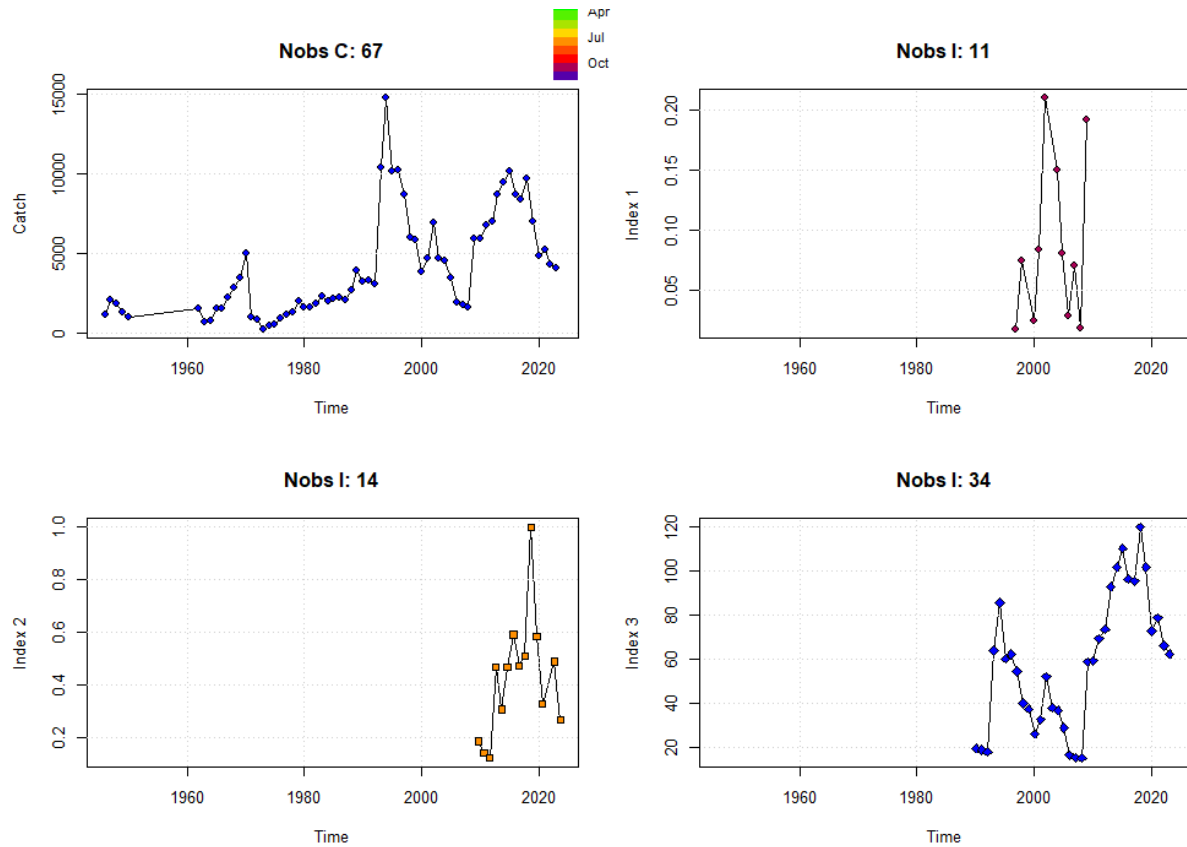 Apr
Jul
Oct
Nobs C: 67
Nobs I: 11
15000
10000
5000
0
Catch
1960
1980
2000
2020
Time
0.20
0.15
0.10
0.05
Index 1
1960
1980
2000
2020
Time
Nobs I: 14
Nobs I: 34
1.0
0.8
0.6
0.4
0.2
Index 2
1960
1980
2000
2020
Time
120
100
80
60
40
20
Index 3
1960
1980
2000
2020
Time